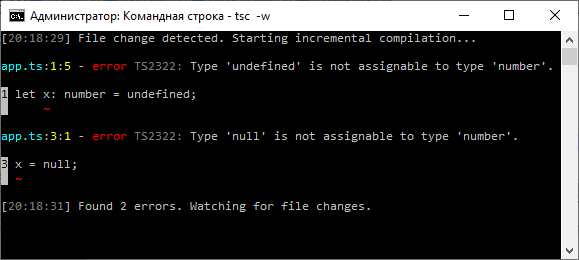 Администратор: Командная строка - tsc -w
[20:18:29] File change detected. Starting incremental compilation...
app.ts:1:5 - error TS2322: Type 'undefined' is not assignable to type 'number'.
1 let x: number = undefined;
~
app.ts:3:1 - error TS2322: Type 'null' is not assignable to type 'number'.
3 x = null;
~
[20:18:31] Found 2 errors. Watching for file changes.